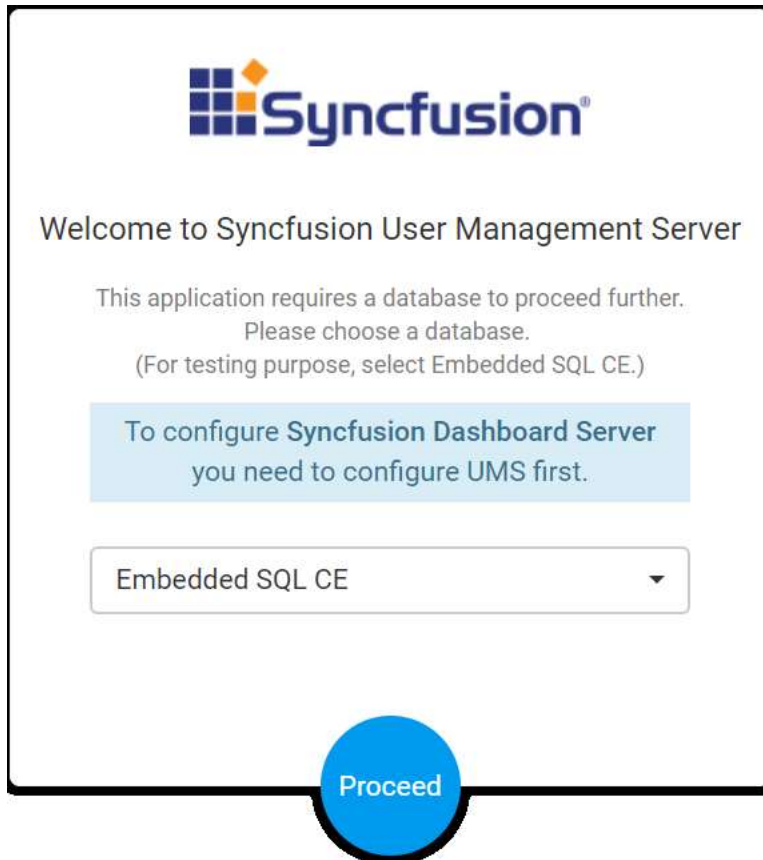 Syncfusion®
Welcome to Syncfusion User Management Server
This application requires a database to proceed further.
Please choose a database.
(For testing purpose, select Embedded SQL CE.)
To configure Syncfusion Dashboard Server
you need to configure UMS first.
Embedded SQL CE
Proceed